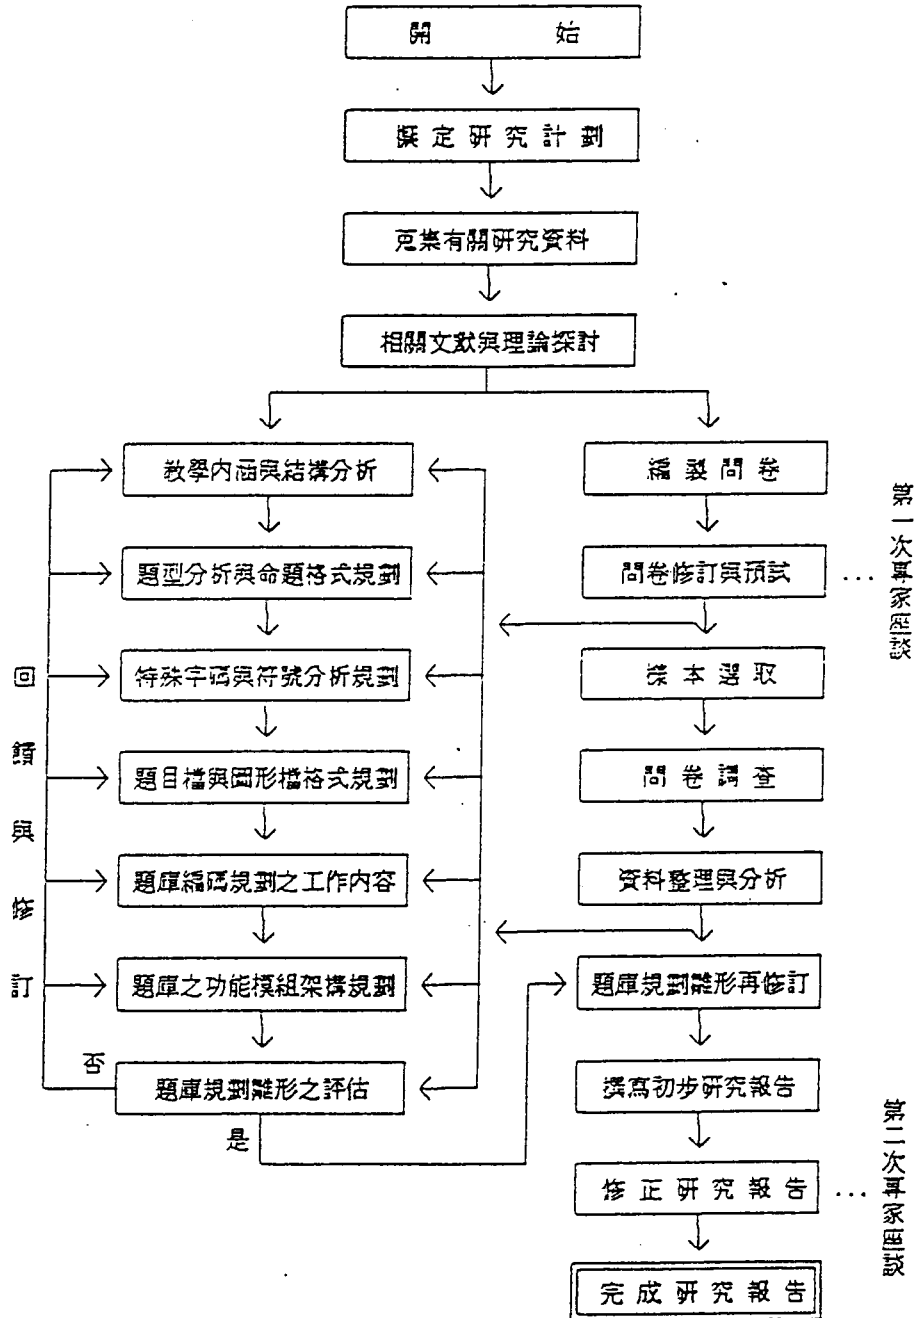 開始
擬定研究計劃
蒐集有關研究資料
相關文獻與理論探討
教學內涵與結構分析
題型分析與命題格式規劃
特殊字碼與符號分析規劃
題目檔與圖形檔格式規劃
題庫編碼規劃之工作內容
題庫之功能模組架構規劃
題庫規劃雛形之評估
否
是
回饋與修訂
編製問卷
問卷修訂與預試
...
第一次專家座談
樣本選取
問卷調查
資料整理與分析
題庫規劃雛形再修訂
撰寫初步研究報告
修正研究報告
...
第二次專家座談
完成研究報告